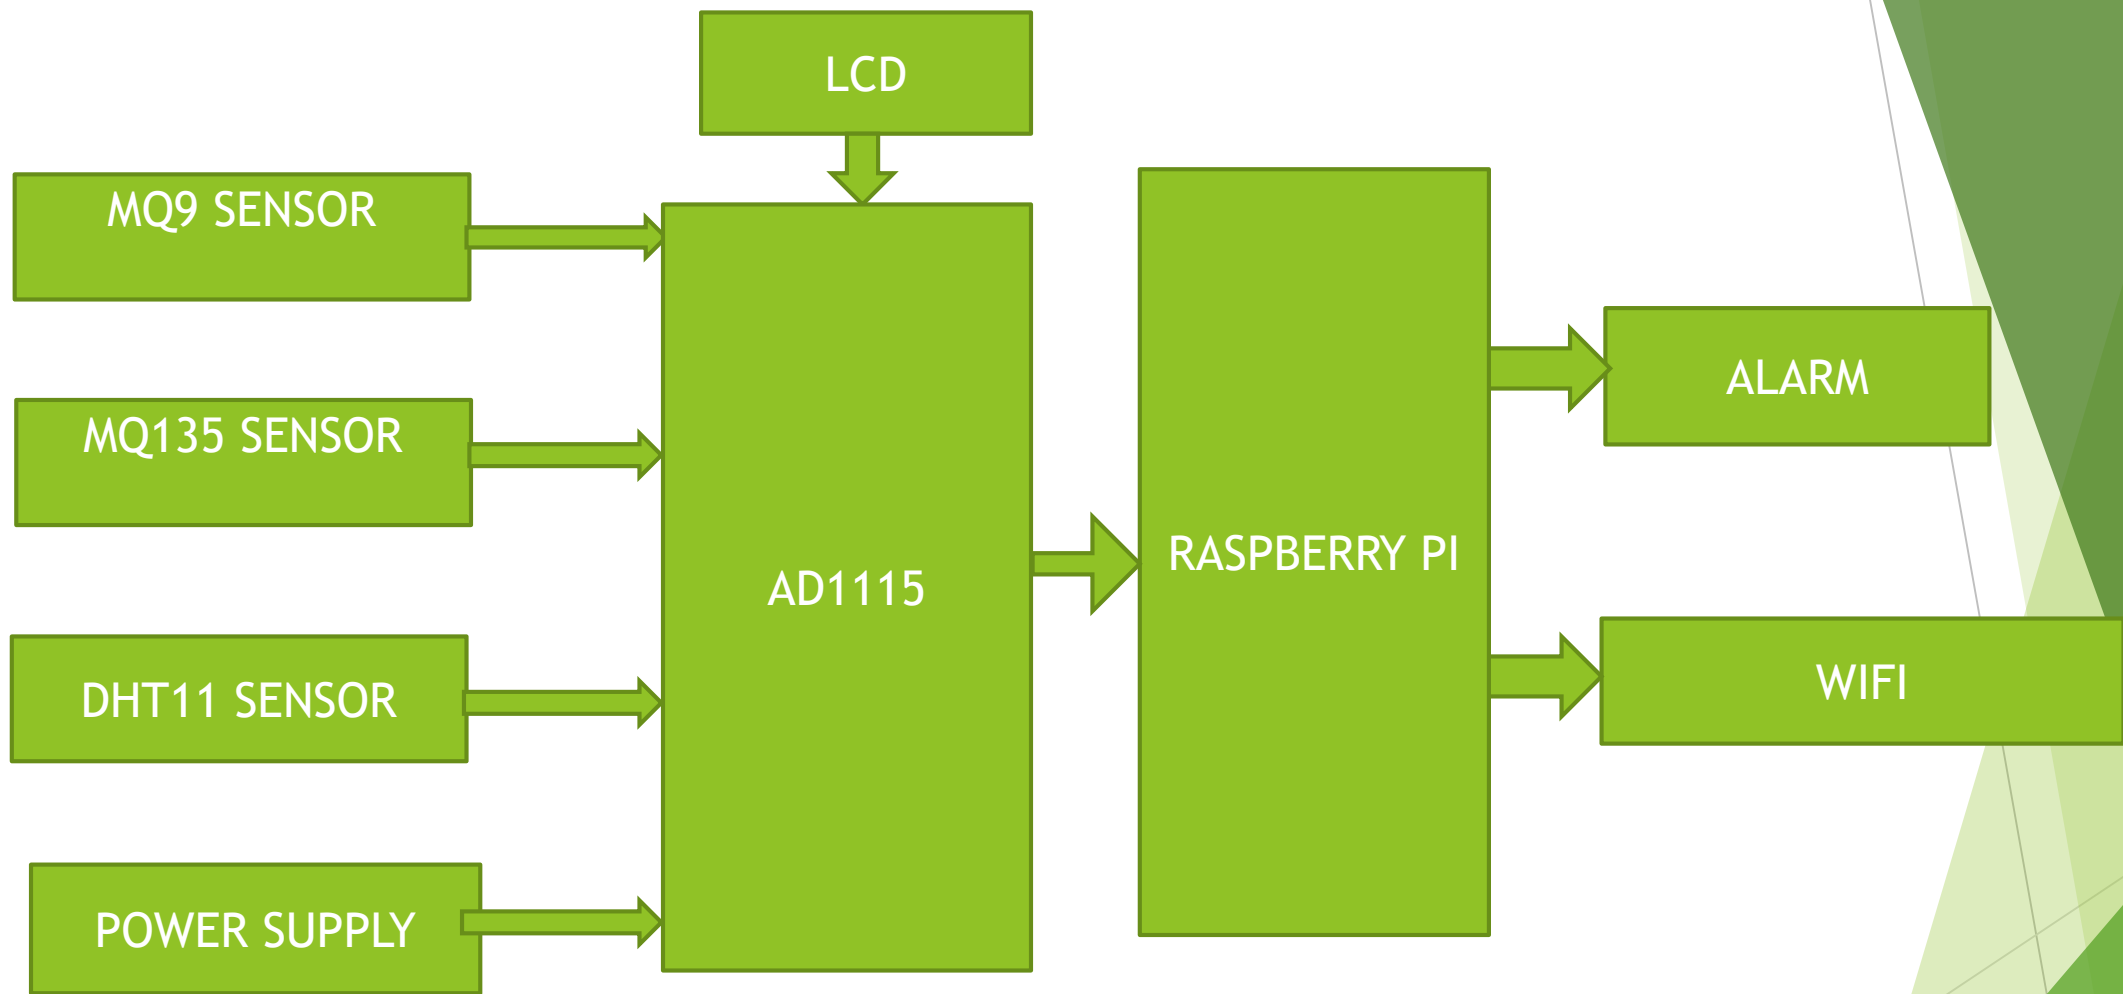 LCD
MQ9 SENSOR
MQ135 SENSOR
DHT11 SENSOR
POWER SUPPLY
AD1115
RASPBERRY PI
ALARM
WIFI